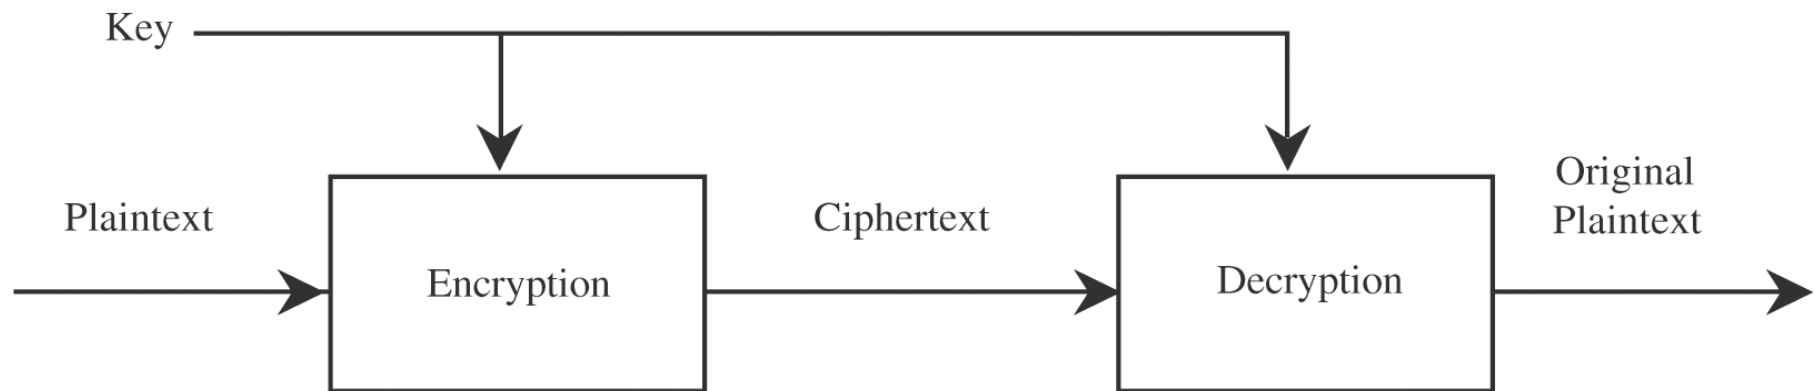 Key
Plaintext
Encryption
Ciphertext
Decryption
Original
Plaintext